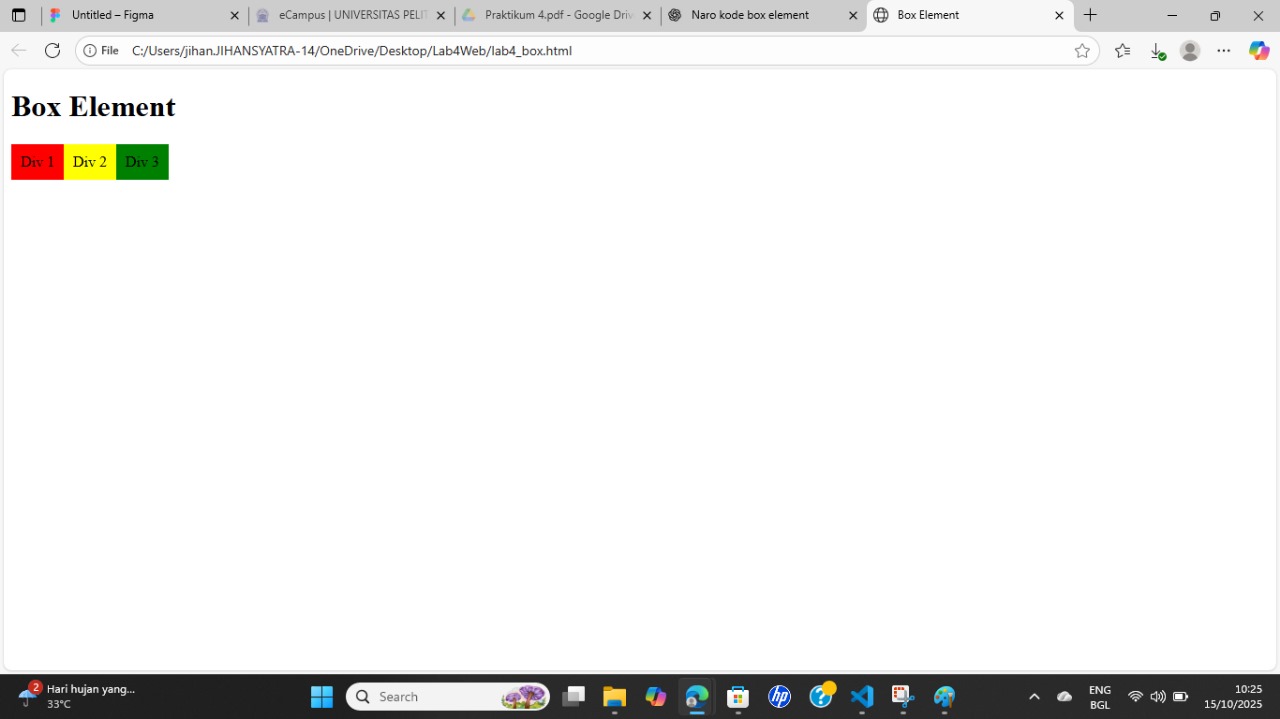 Untitled – Figma
eCampus | UNIVERSITAS PELIT
Praktikum 4.pdf - Google Driv
Naro kode box element
Box Element
File C:/Users/jihan.JIHANSYATRA-14/OneDrive/Desktop/Lab4Web/lab4_box.html
Box Element
Div 1 Div 2 Div 3
2
Hari hujan yang...
33°C
Search
hp
ENG
BGL
10:25
15/10/2025